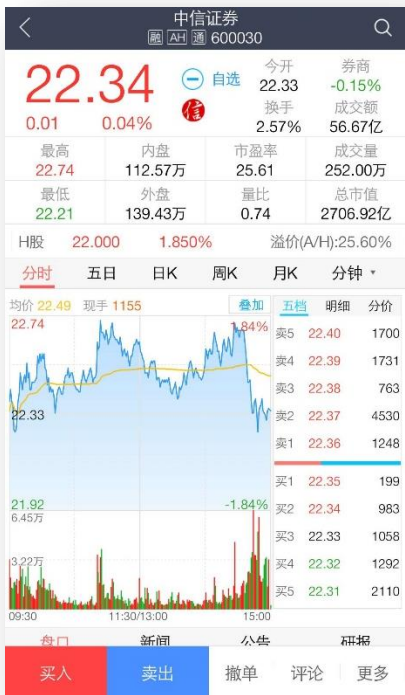 中信证券
融 AH 通 600030
22.34
0.01 0.04%
自选
信
今开 券商
22.33 -0.15%
换手 成交额
2.57% 56.67亿
最高 内盘 市盈率 成交量
22.74 112.57万 25.61 252.00万
最低 外盘 量比 总市值
22.21 139.43万 0.74 2706.92亿
H股 22.000 1.850% 溢价(A/H):25.60%
分时 五日 日K 周K 月K 分钟
均价 22.49 现手 1155 叠加
五档 明细 分价
22.74 1.84%
22.33
21.92 -1.84%
6.45万
3.22万
09:30 11:30/13:00 15:00
卖5 22.40 1700
卖4 22.39 1731
卖3 22.38 763
卖2 22.37 4530
卖1 22.36 1248
买1 22.35 199
买2 22.34 983
买3 22.33 1058
买4 22.32 1292
买5 22.31 2110
盘口 新闻 公告 研报
买入 卖出 撤单 评论 更多